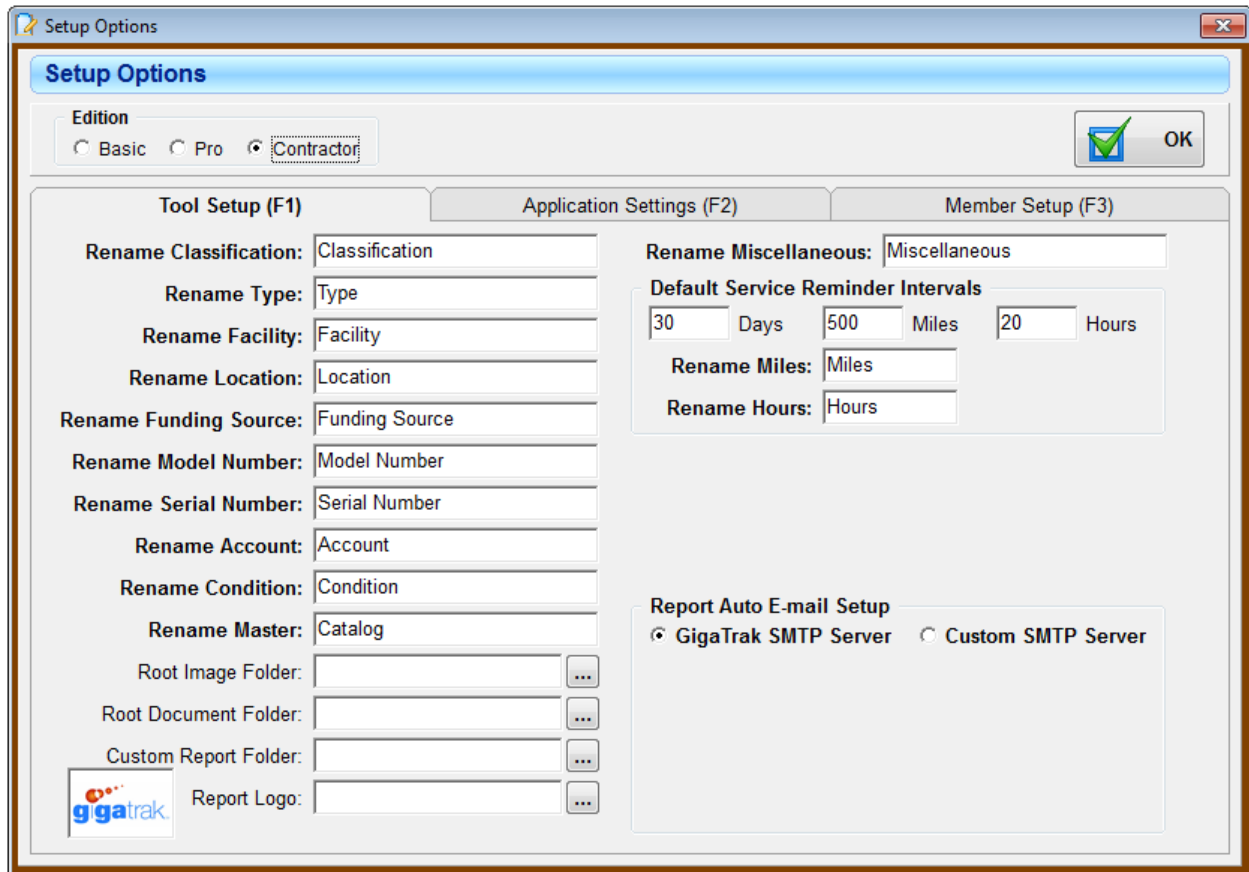 Setup Options
Setup Options
Edition
Basic Pro Contractor
OK
Tool Setup (F1) Application Settings (F2) Member Setup (F3)
Rename Classification: Classification
Rename Type: Type
Rename Facility: Facility
Rename Location: Location
Rename Funding Source: Funding Source
Rename Model Number: Model Number
Rename Serial Number: Serial Number
Rename Account: Account
Rename Condition: Condition
Rename Master: Catalog
Root Image Folder: ...
Root Document Folder: ...
Custom Report Folder: ...
gigatrak Report Logo: ...
Rename Miscellaneous: Miscellaneous
Default Service Reminder Intervals
30 Days 500 Miles 20 Hours
Rename Miles: Miles
Rename Hours: Hours
Report Auto E-mail Setup
GigaTrak SMTP Server Custom SMTP Server